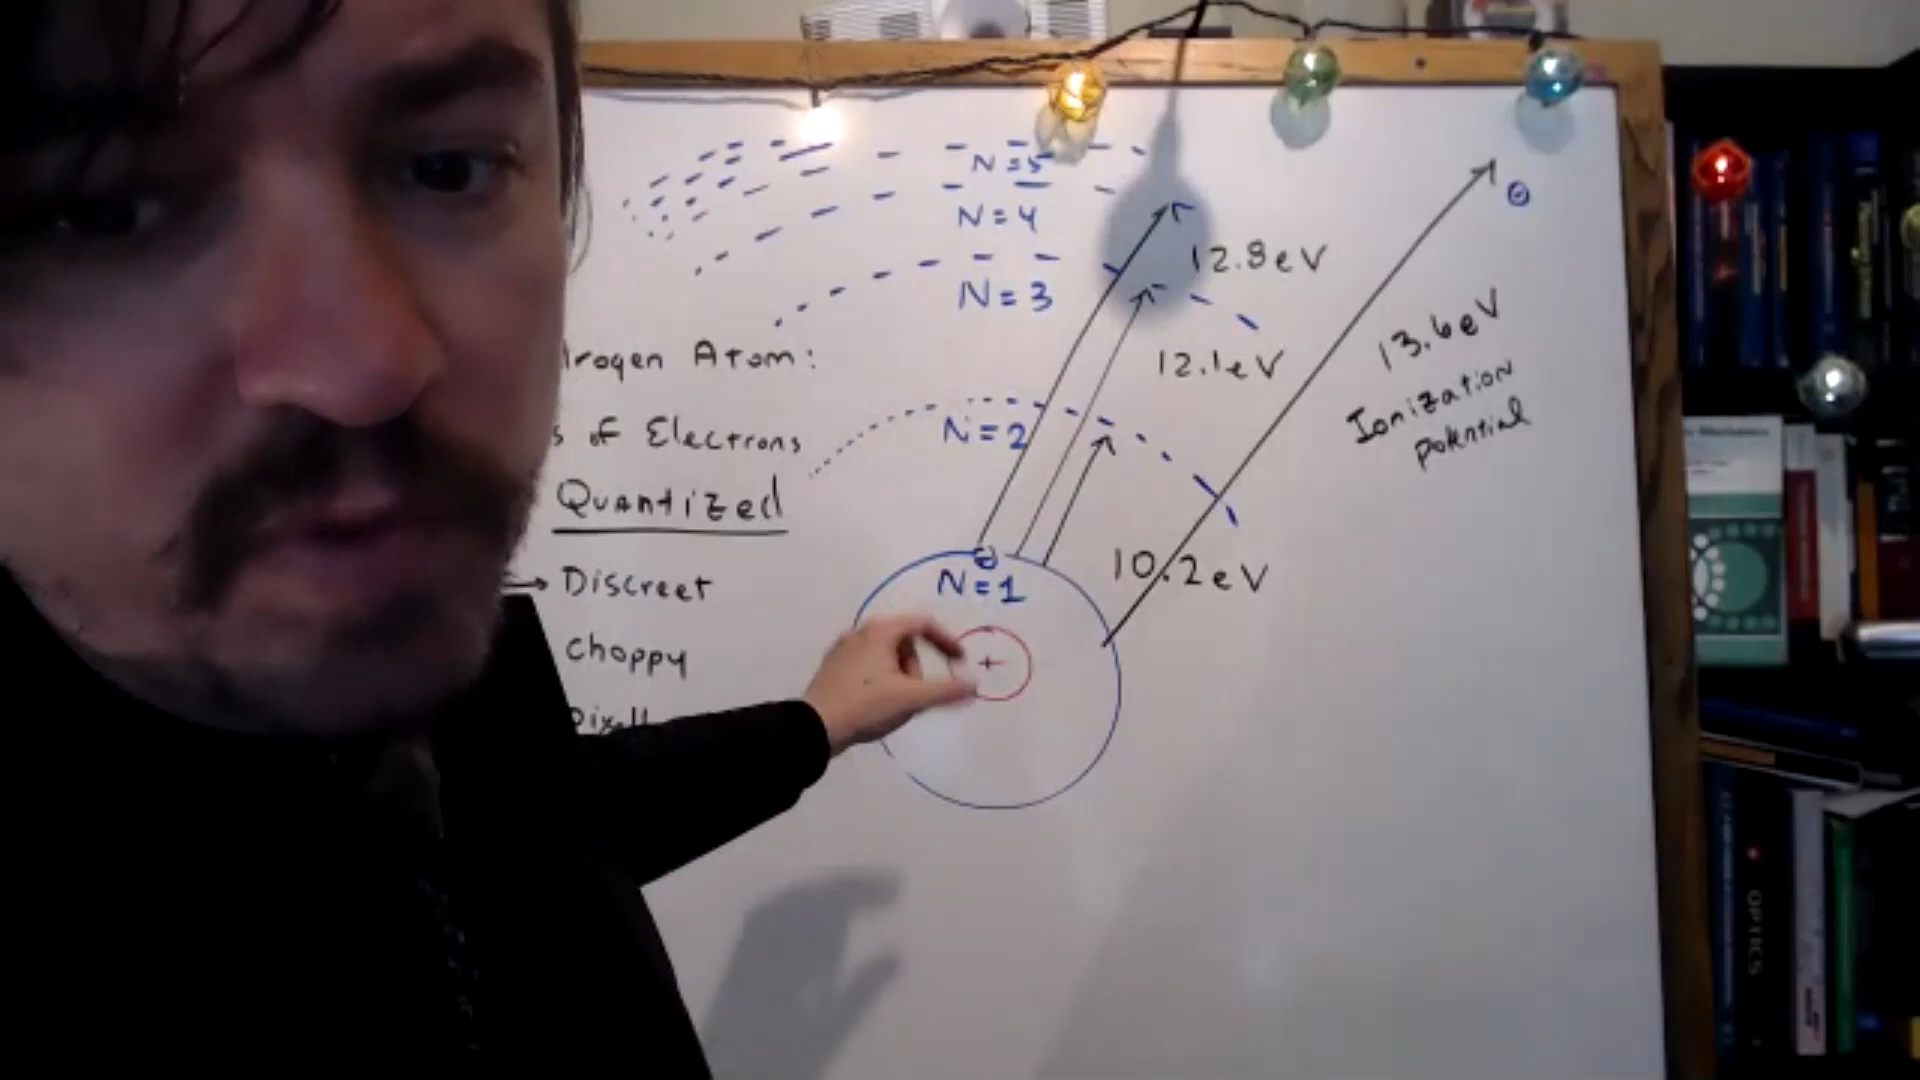 N=5
N=4
12.8eV
N=3
13.6eV
Ionization
potential
drogen Atom:
12.1eV
s of Electrons
N=2
Quantized
→ Discreet
N=1
10.2eV
choppy
+
OPTICS